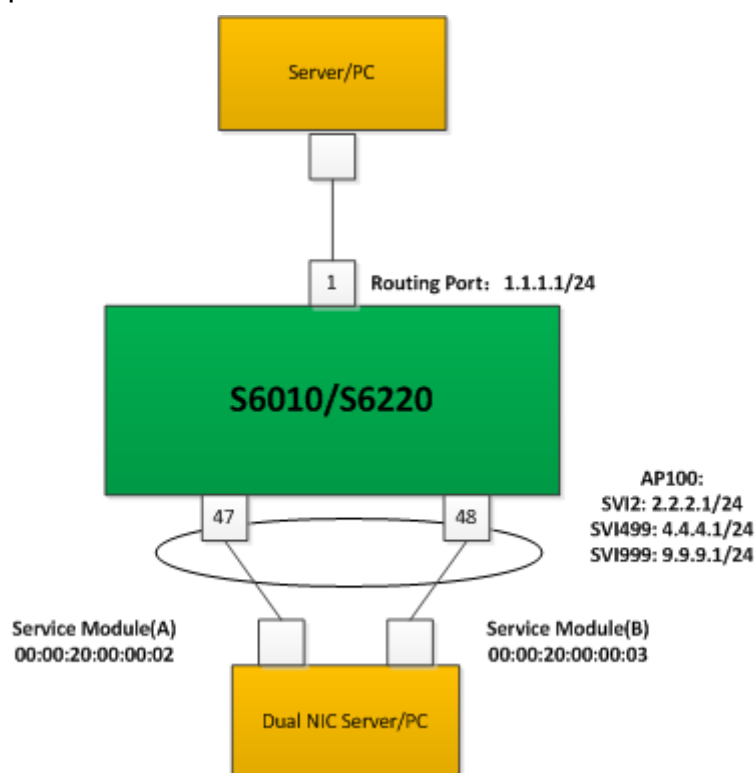 Server/PC
1
Routing Port: 1.1.1.1/24
S6010/S6220
47
48
AP100:
SVI2: 2.2.2.1/24
SVI499: 4.4.4.1/24
SVI999: 9.9.9.1/24
Service Module(A)
00:00:20:00:00:02
Service Module(B)
00:00:20:00:00:03
Dual NIC Server/PC